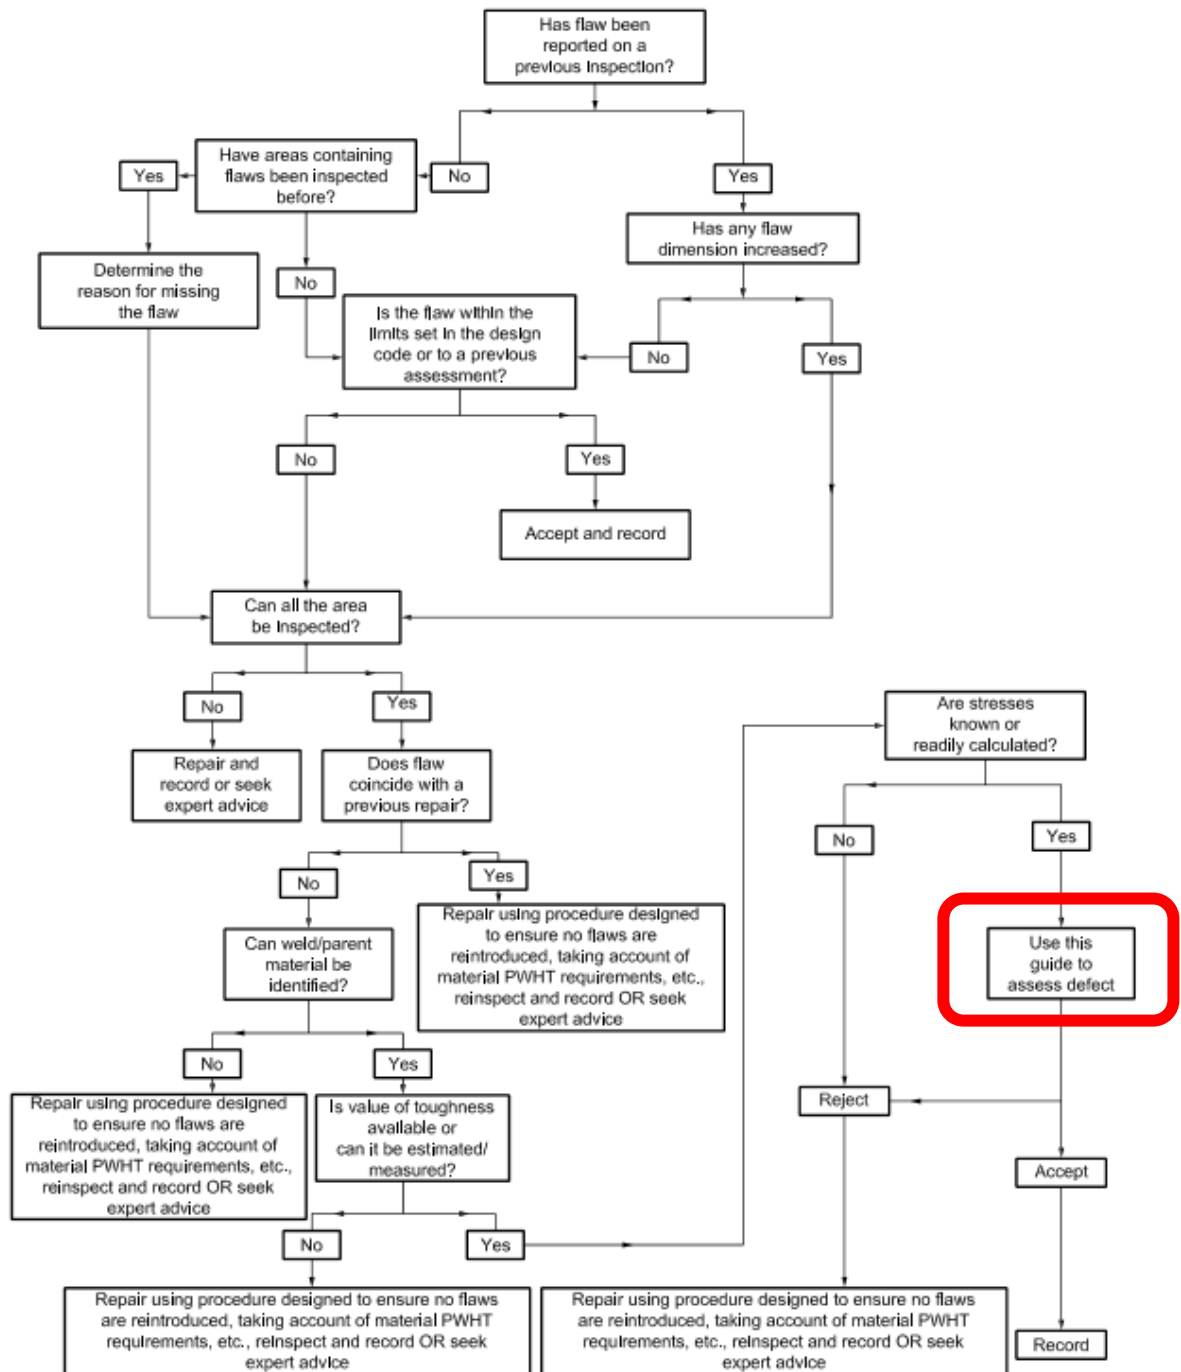 Has flaw been
reported on a
previous Inspection?
Have areas containing
flaws been inspected
before?
Yes
No
Yes
Has any flaw
dimension increased?
Determine the
reason for missing
the flaw
No
Is the flaw within the
limits set in the design
code or to a previous
assessment?
No
Yes
No
Yes
Accept and record
Can all the area
be Inspected?
No
Yes
Are stresses
known or
readily calculated?
Repair and
record or seek
expert advice
Does flaw
coincide with a
previous repair?
No
Yes
No
Yes
Repair using procedure designed
to ensure no flaws are
reintroduced, taking account of
material PWHT requirements, etc.,
reinspect and record OR seek
expert advice
Can weld/parent
material be
identified?
Use this
guide to
assess defect
No
Yes
Repair using procedure designed
to ensure no flaws are
reintroduced, taking account of
material PWHT requirements, etc.,
reinspect and record OR seek
expert advice
Is value of toughness
available or
can it be estimated/
measured?
Reject
Accept
No
Yes
Repair using procedure designed to ensure no flaws
are reintroduced, taking account of material PWHT
requirements, etc., reinspect and record OR seek
expert advice
Repair using procedure designed to ensure no flaws
are reintroduced, taking account of material PWHT
requirements, etc., reinspect and record OR seek
expert advice
Record